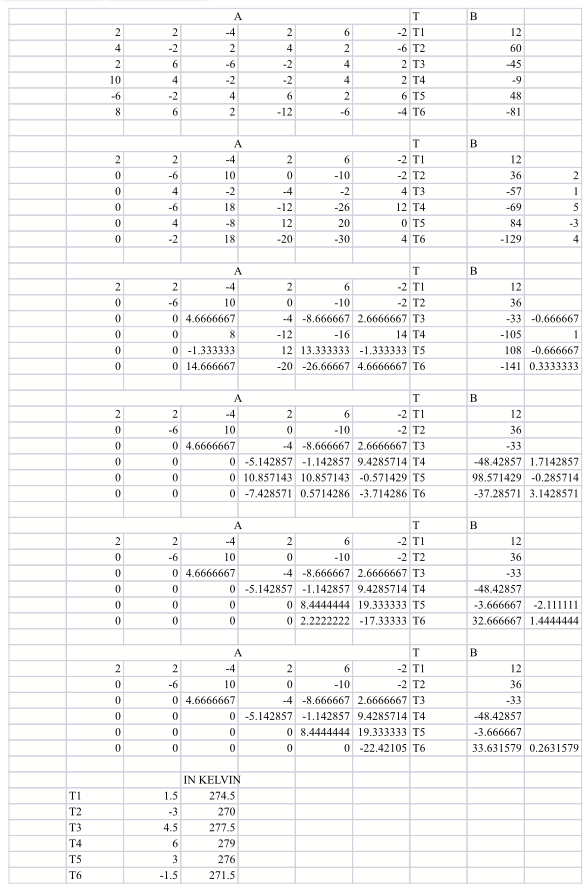 A T B
2 2 -4 2 6 -2 T1 12
4 -2 2 4 2 -6 T2 60
2 6 -6 -2 4 2 T3 -45
10 4 -2 -2 4 2 T4 -9
-6 -2 4 6 2 6 T5 48
8 6 2 -12 -6 -4 T6 -81
A T B
2 2 -4 2 6 -2 T1 12
0 -6 10 0 -10 -2 T2 36 2
0 4 -2 -4 -2 4 T3 -57 1
0 -6 18 -12 -26 12 T4 -69 5
0 4 -8 12 20 0 T5 84 -3
0 -2 18 -20 -30 4 T6 -129 4
A T B
2 2 -4 2 6 -2 T1 12
0 -6 10 0 -10 -2 T2 36
0 0 4.6666667 -4 -8.666667 2.6666667 T3 -33 -0.666667
0 0 8 -12 -16 14 T4 -105 1
0 0 -1.333333 12 13.333333 -1.333333 T5 108 -0.666667
0 0 14.666667 -20 -26.66667 4.6666667 T6 -141 0.3333333
A T B
2 2 -4 2 6 -2 T1 12
0 -6 10 0 -10 -2 T2 36
0 0 4.6666667 -4 -8.666667 2.6666667 T3 -33
0 0 0 -5.142857 -1.142857 9.4285714 T4 -48.42857 1.7142857
0 0 0 10.857143 10.857143 -0.571429 T5 98.571429 -0.285714
0 0 0 -7.428571 0.5714286 -3.714286 T6 -37.28571 3.1428571
A T B
2 2 -4 2 6 -2 T1 12
0 -6 10 0 -10 -2 T2 36
0 0 4.6666667 -4 -8.666667 2.6666667 T3 -33
0 0 0 -5.142857 -1.142857 9.4285714 T4 -48.42857
0 0 0 0 8.4444444 19.333333 T5 -3.666667 -2.111111
0 0 0 0 2.2222222 -17.33333 T6 32.666667 1.4444444
A T B
2 2 -4 2 6 -2 T1 12
0 -6 10 0 -10 -2 T2 36
0 0 4.6666667 -4 -8.666667 2.6666667 T3 -33
0 0 0 -5.142857 -1.142857 9.4285714 T4 -48.42857
0 0 0 0 8.4444444 19.333333 T5 -3.666667
0 0 0 0 0 -22.42105 T6 33.631579 0.2631579
IN KELVIN
T1 1.5 274.5
T2 -3 270
T3 4.5 277.5
T4 6 279
T5 3 276
T6 -1.5 271.5